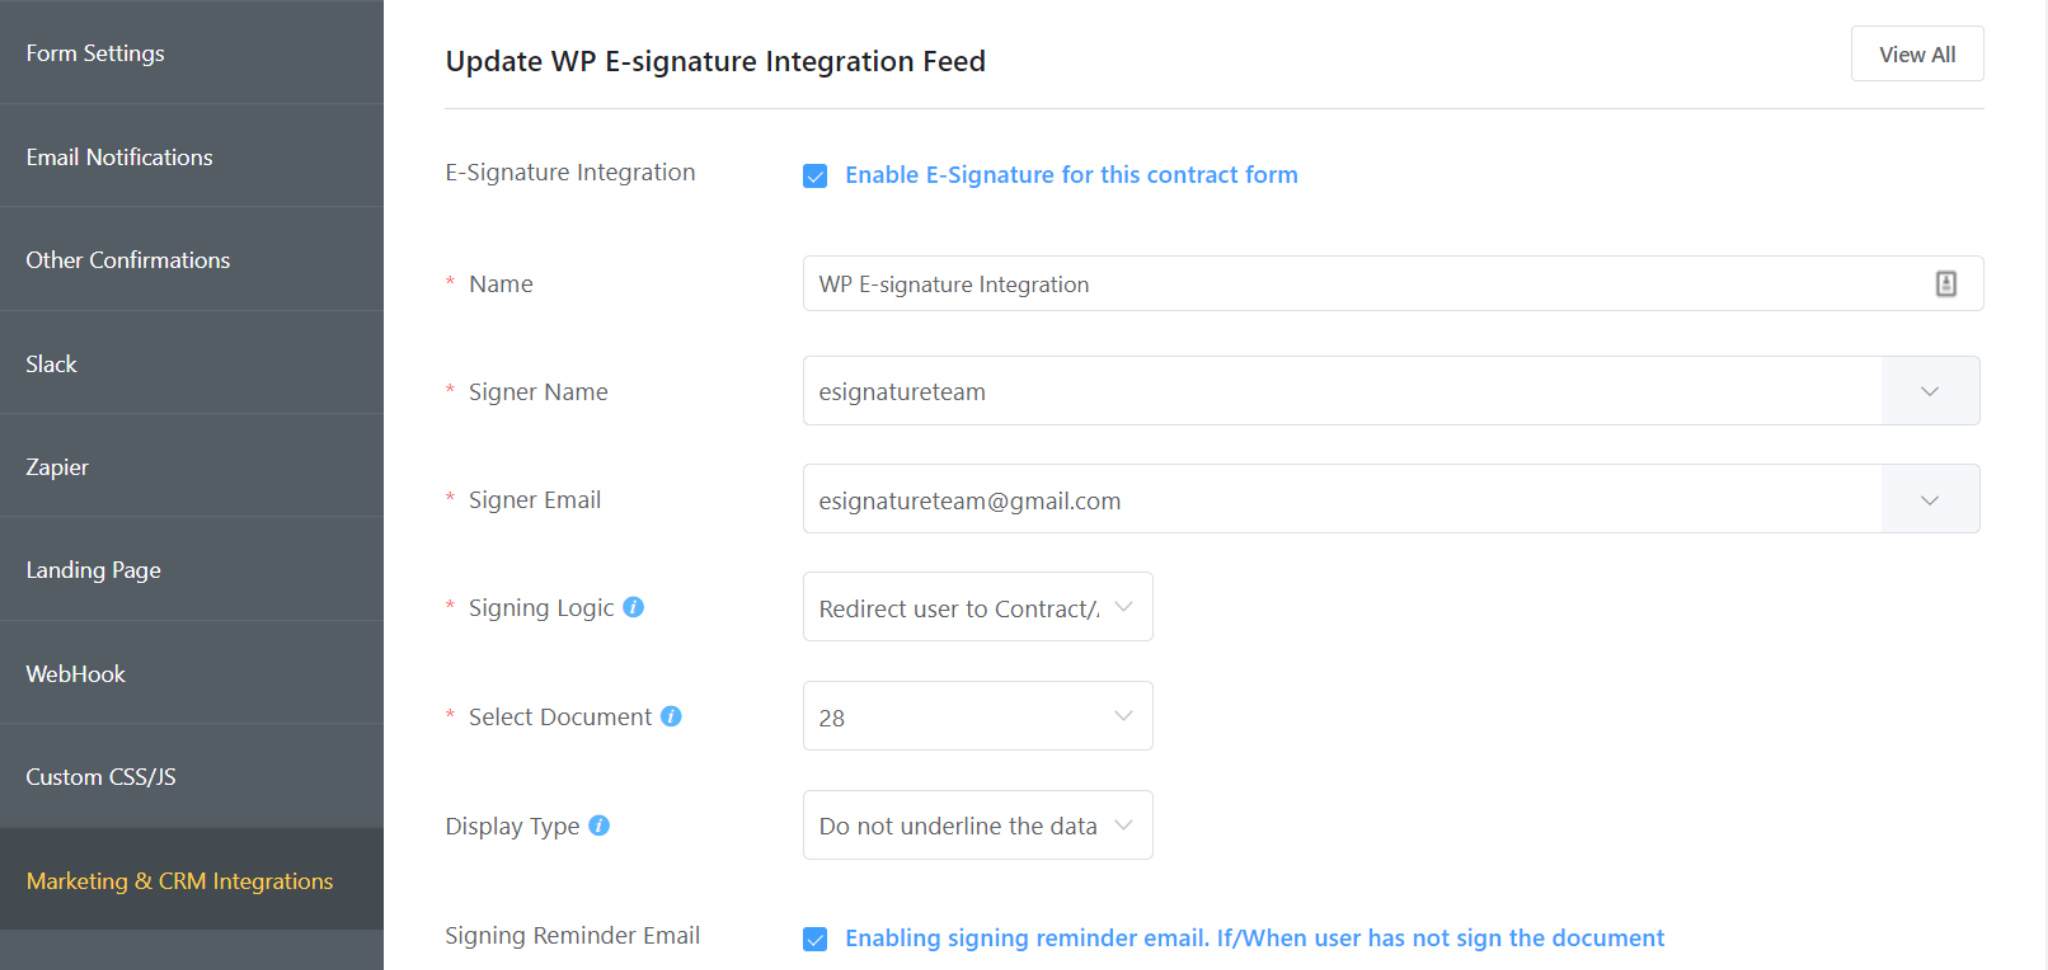 Form Settings
Email Notifications
Other Confirmations
Slack
Zapier
Landing Page
WebHook
Custom CSS/JS
Marketing & CRM Integrations
Update WP E-signature Integration Feed
View All
E-Signature Integration
Enable E-Signature for this contract form
* Name
WP E-signature Integration
* Signer Name
esignatureteam
* Signer Email
esignatureteam@gmail.com
* Signing Logic
Redirect user to Contract/
* Select Document
28
Display Type
Do not underline the data
Signing Reminder Email
Enabling signing reminder email. If/When user has not sign the document